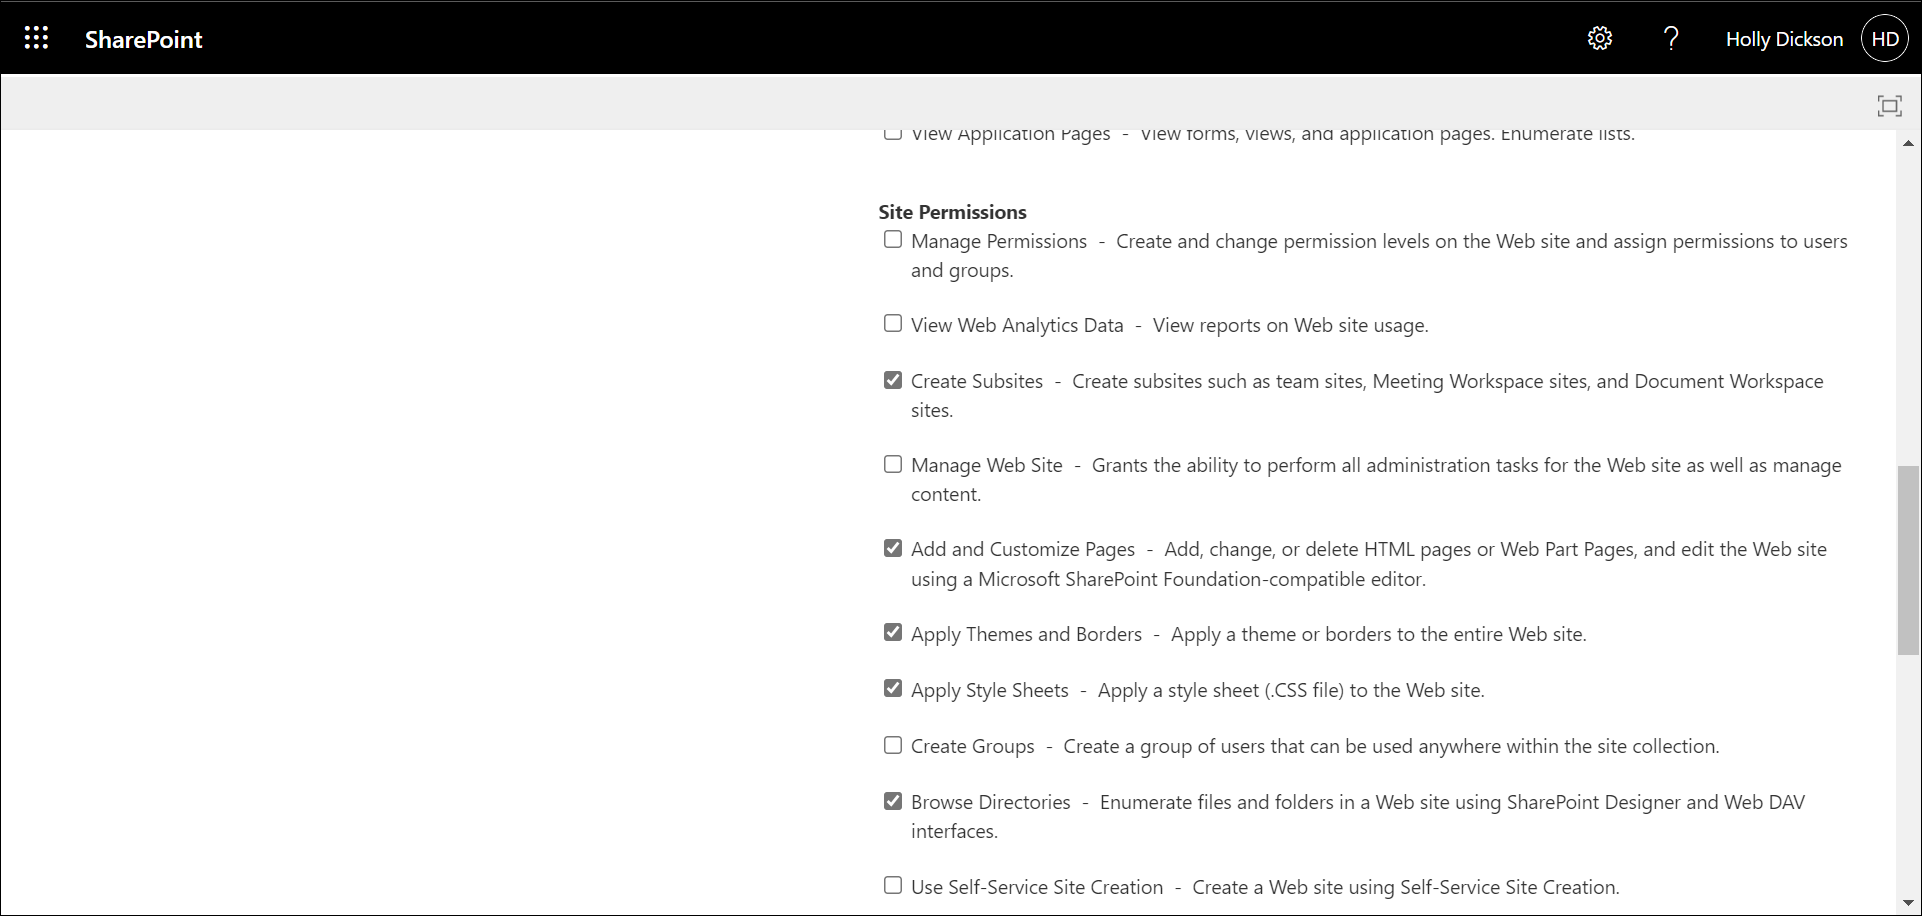 SharePoint
Holly Dickson HD
View Application Pages - View forms, views, and application pages. Enumerate lists.
Site Permissions
Manage Permissions - Create and change permission levels on the Web site and assign permissions to users
and groups.
View Web Analytics Data - View reports on Web site usage.
Create Subsites - Create subsites such as team sites, Meeting Workspace sites, and Document Workspace
sites.
Manage Web Site - Grants the ability to perform all administration tasks for the Web site as well as manage
content.
Add and Customize Pages - Add, change, or delete HTML pages or Web Part Pages, and edit the Web site
using a Microsoft SharePoint Foundation-compatible editor.
Apply Themes and Borders - Apply a theme or borders to the entire Web site.
Apply Style Sheets - Apply a style sheet (.CSS file) to the Web site.
Create Groups - Create a group of users that can be used anywhere within the site collection.
Browse Directories - Enumerate files and folders in a Web site using SharePoint Designer and Web DAV
interfaces.
Use Self-Service Site Creation - Create a Web site using Self-Service Site Creation.